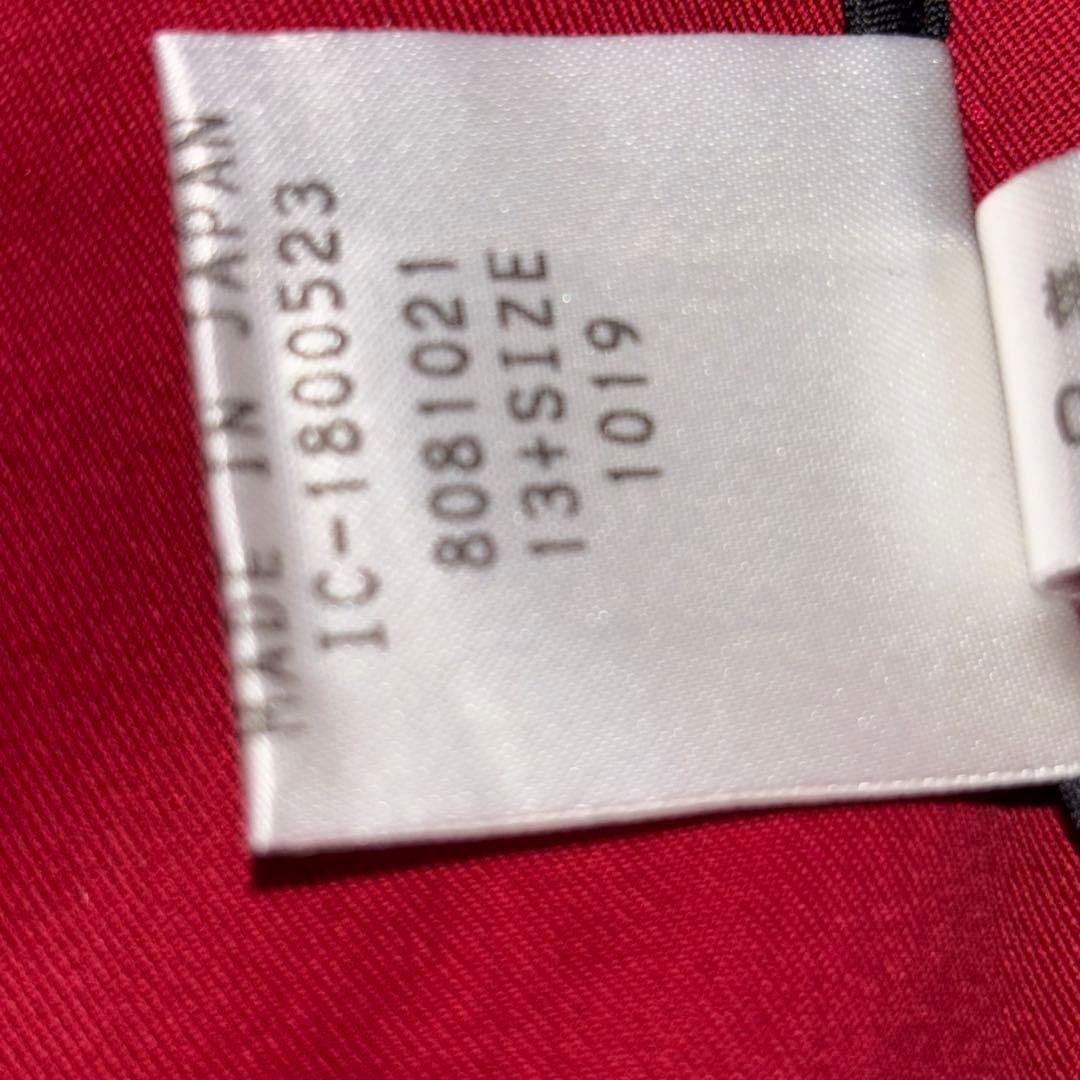 MADE IN JAPAN
IC-1800523
8081021
13+SIZE
1019